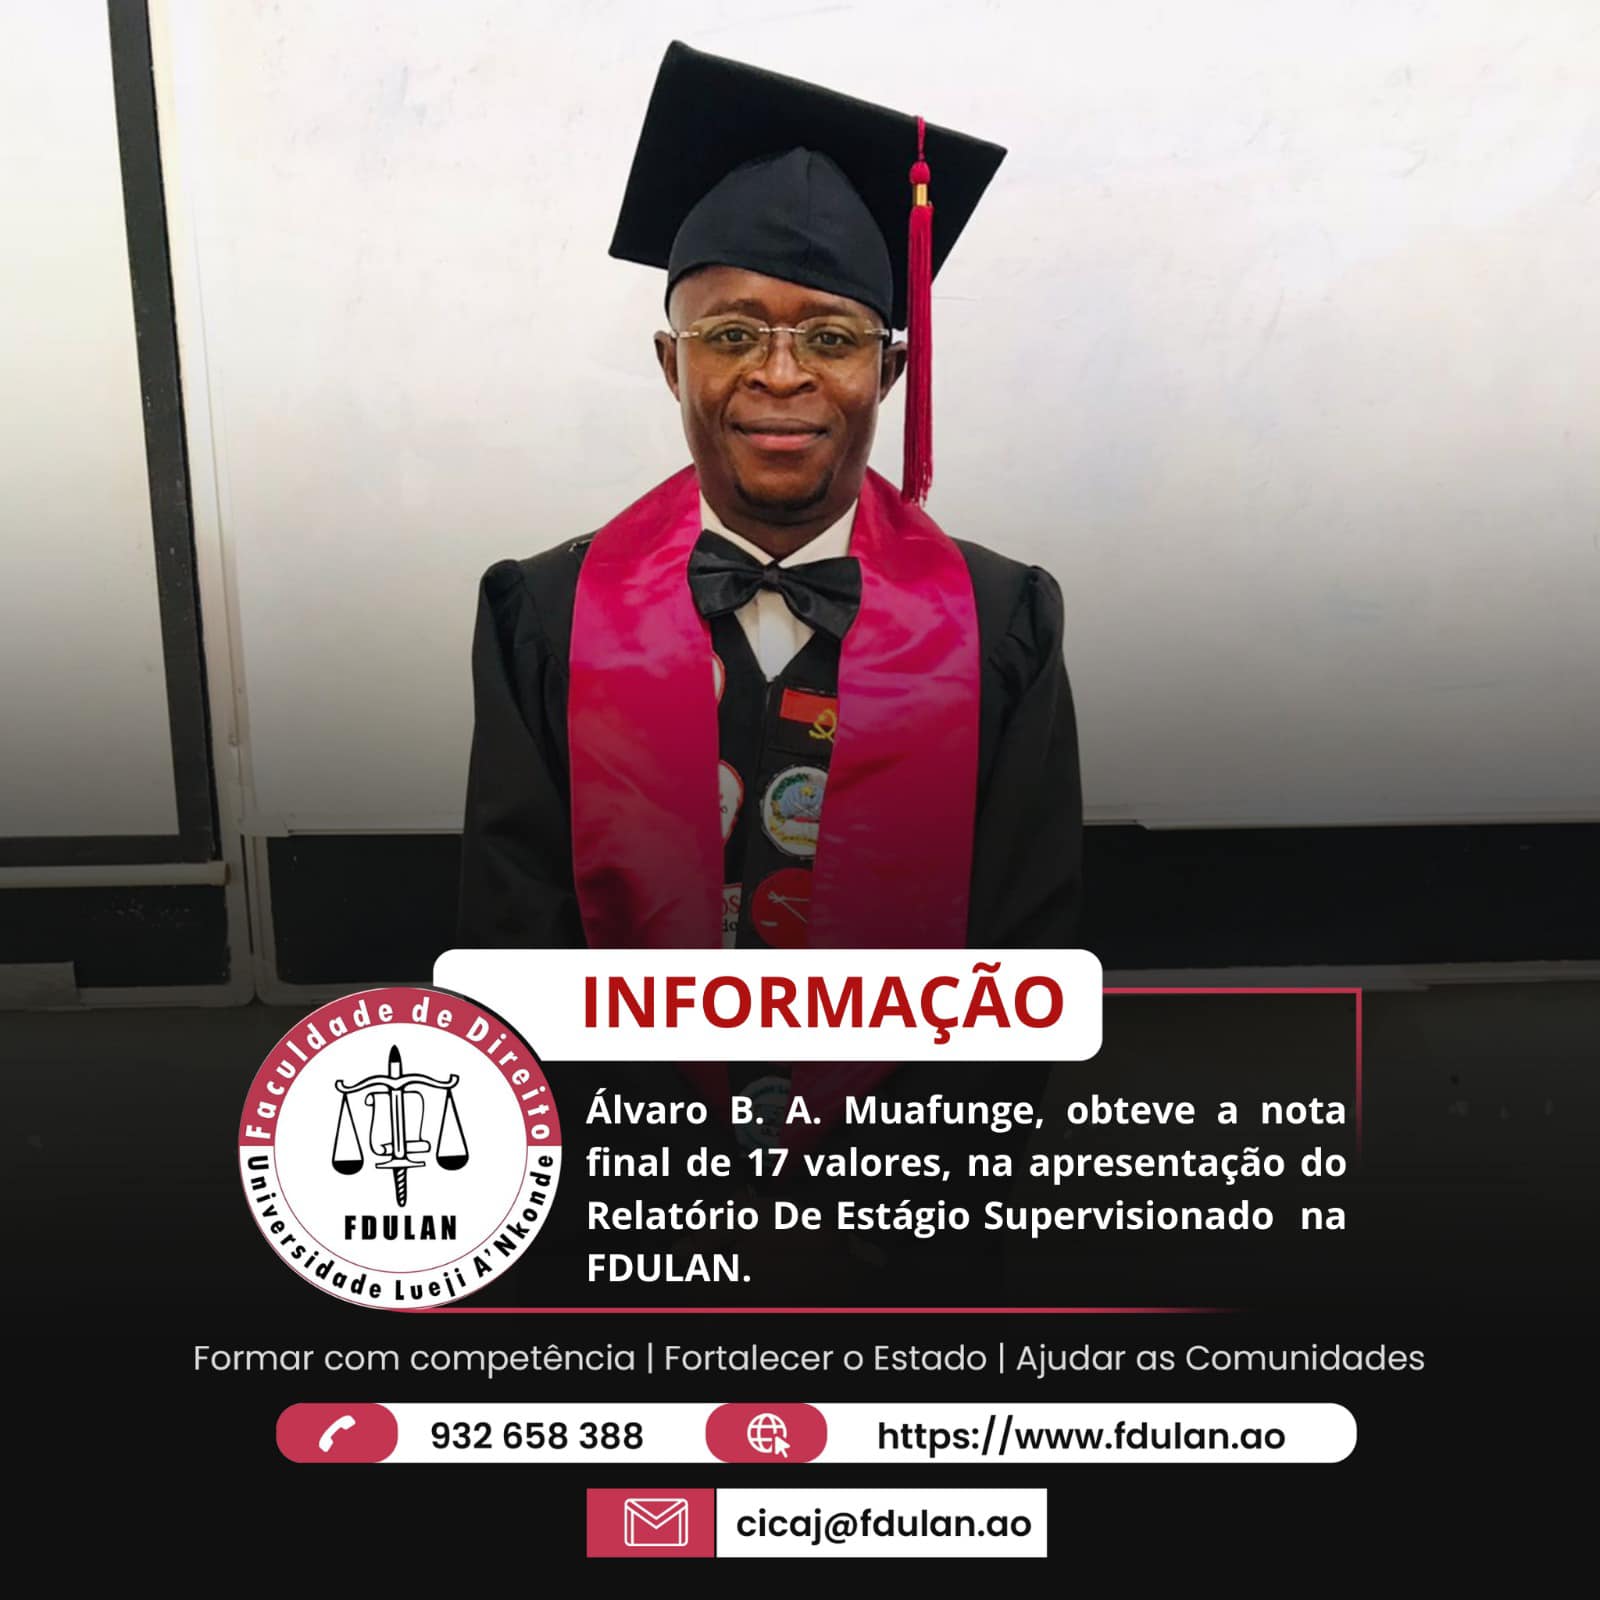 INFORMAÇÃO
Faculdade de Direito
Universidade Lueji A'Nkonde
FDULAN
Álvaro B. A. Muafunge, obteve a nota
final de 17 valores, na apresentação do
Relatório De Estágio Supervisionado na
FDULAN.
Formar com competência | Fortalecer o Estado | Ajudar as Comunidades
932 658 388
https://www.fdulan.ao
cicaj@fdulan.ao